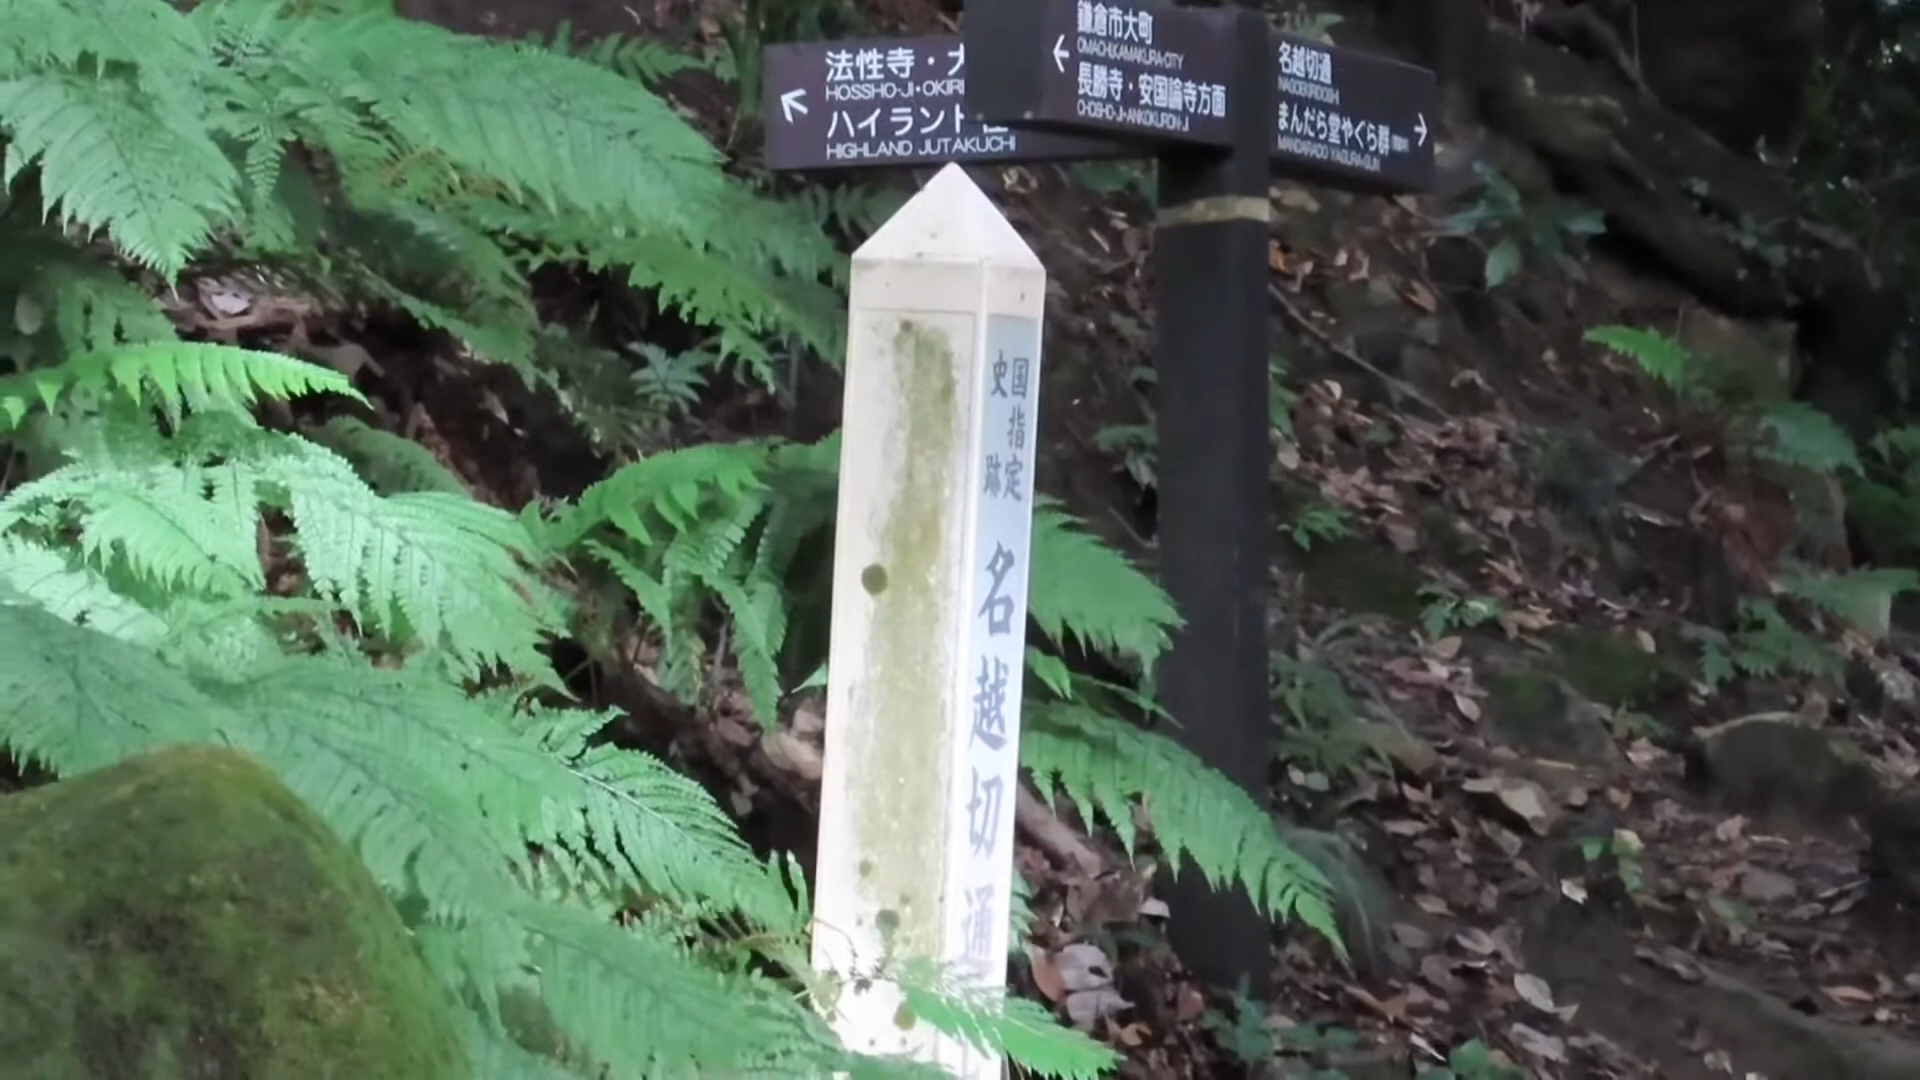 法性寺・大
HOSSHO-JI・OKIRI
ハイランド
HIGHLAND JUTAKUCHI
鎌倉市大町
OMACHI,KAMAKURA-CITY
長勝寺・安国論寺方面
CHOSHO-JI・ANKOKURON-JI
名越切通
NAGOEKIRIDOSHI
まんだら堂やぐら群
MANDARADO YAGURA-GUN
国指定
史跡
名越切通